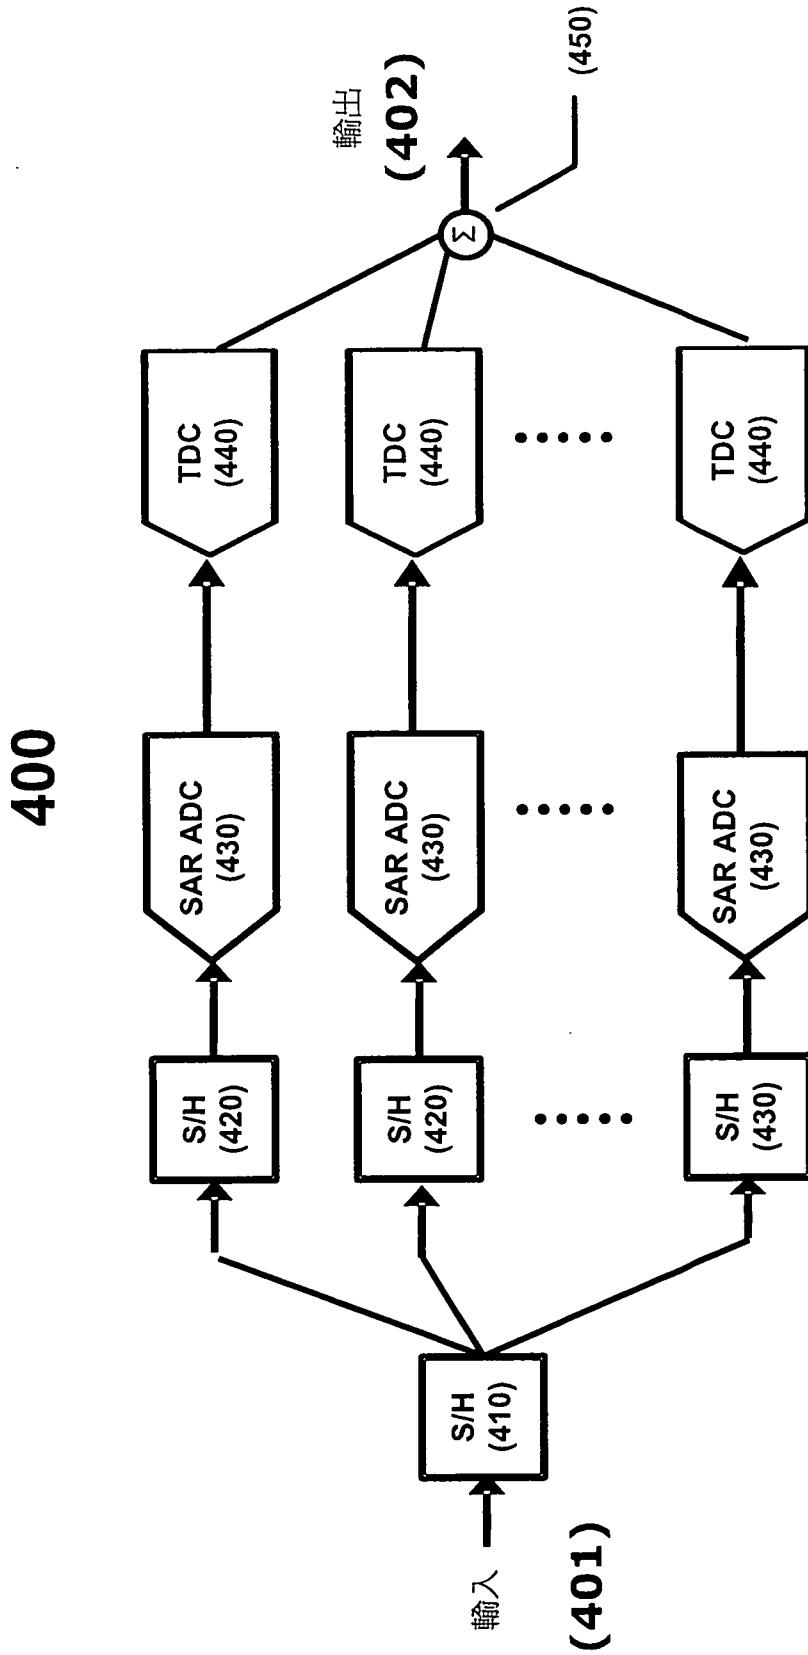 400
輸入
(401)
S/H
(410)
S/H
(420)
SAR ADC
(430)
TDC
(440)
S/H
(420)
SAR ADC
(430)
TDC
(440)
S/H
(430)
SAR ADC
(430)
TDC
(440)
Σ
輸出
(402)
(450)